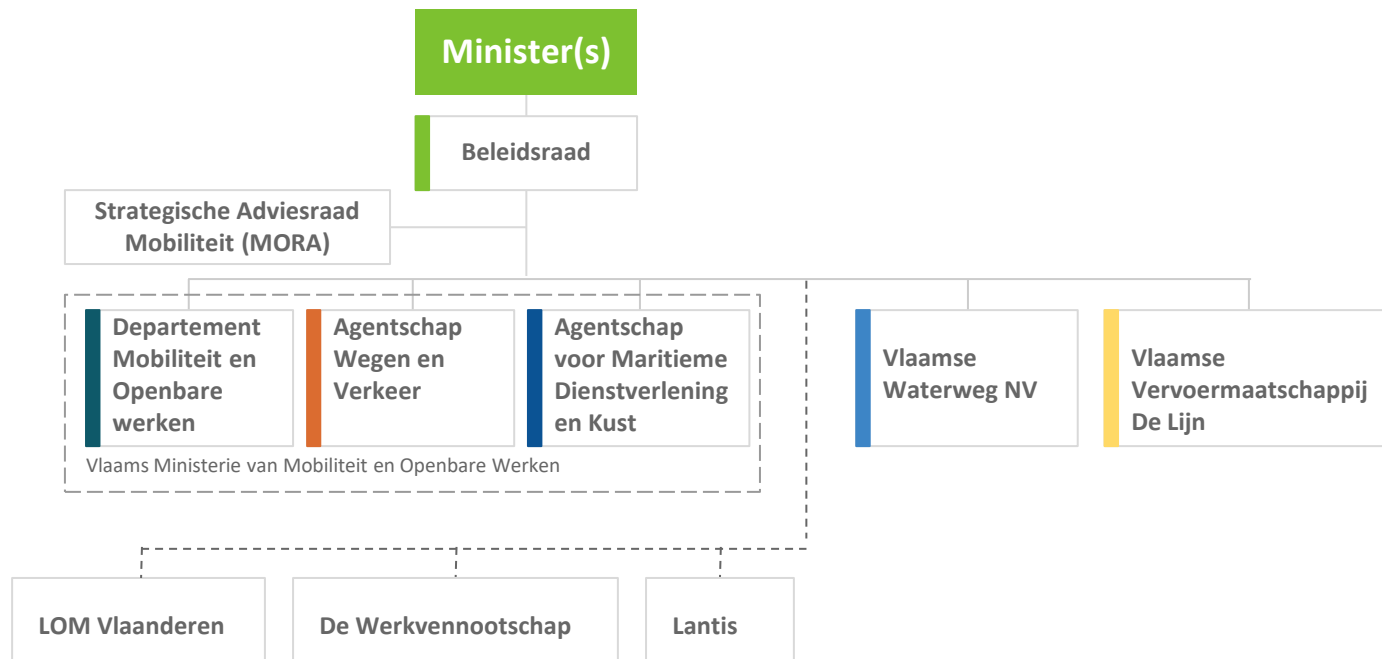 Minister(s)
Beleidsraad
Strategische Adviesraad
Mobiliteit (MORA)
Departement
Mobiliteit en
Openbare
werken
Agentschap
Wegen en
Verkeer
Agentschap
voor Maritieme
Dienstverlening
en Kust
Vlaamse
Waterweg NV
Vlaamse
Vervoermaatschappij
De Lijn
Vlaams Ministerie van Mobiliteit en Openbare Werken
LOM Vlaanderen
De Werkvennootschap
Lantis